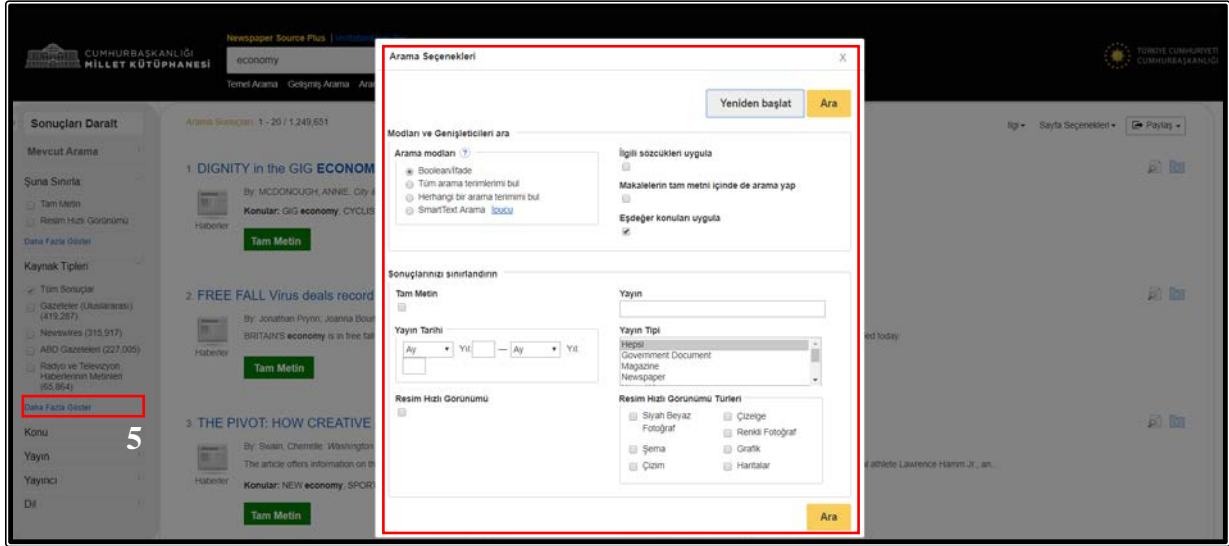 Newspaper Source Plus |
CUMHURBAŞKANLIĞI
MİLLET KÜTÜPHANESİ
economy
Temel Arama Gelişmiş Arama
TÜRKİYE CUMHURİYETİ
CUMHURBAŞKANLIĞI
Sonuçları Daralt
Mevcut Arama
Şuna Sınırla:
Tam Metin
Resim Hızlı Görünümü
Daha Fazla Göster
Kaynak Tipleri
Tüm Sonuçlar
Gazeteler (Uluslararası)
(419,287)
Newswires (315,917)
ABD Gazeteleri (227,005)
Radyo ve Televizyon
Haberlerinin Metinleri
(65,864)
Daha Fazla Göster
5
Konu
Yayın
Yayıncı
Dil
Arama Sonuçları: 1 - 20 / 1,249,651
İlgi
Sayfa Seçenekleri
Paylaş
1. DIGNITY in the GIG ECONOM
By: MCDONOUGH, ANNIE. City &
Konular: GIG economy, CYCLIS
Haberler
Tam Metin
2. FREE FALL Virus deals record
By: Jonathan Prynn; Joanna Bour
BRITAIN'S economy is in free fal
ed today.
Haberler
Tam Metin
3. THE PIVOT: HOW CREATIVE
By: Swain, Cherrelle. Washington
The article offers information on th
al athlete Lawrence Hamm Jr., an..
Haberler
Konular: NEW economy, SPOR
Tam Metin
Arama Seçenekleri
X
Yeniden başlat
Ara
Modları ve Genişleticileri ara
Arama modları ?
Boolean/İfade
Tüm arama terimlerimi bul
Herhangi bir arama terimimi bul
SmartText Arama İpucu
İlgili sözcükleri uygula
Makalelerin tam metni içinde de arama yap
Eşdeğer konuları uygula
Sonuçlarınızı sınırlandırın
Tam Metin
Yayın
Yayın Tarihi
Ay Yıl: — Ay Yıl:
Yayın Tipi
Hepsi
Government Document
Magazine
Newspaper
Resim Hızlı Görünümü
Resim Hızlı Görünümü Türleri
Siyah Beyaz
Fotoğraf
Çizelge
Renkli Fotoğraf
Şema
Grafik
Çizim
Haritalar
Ara